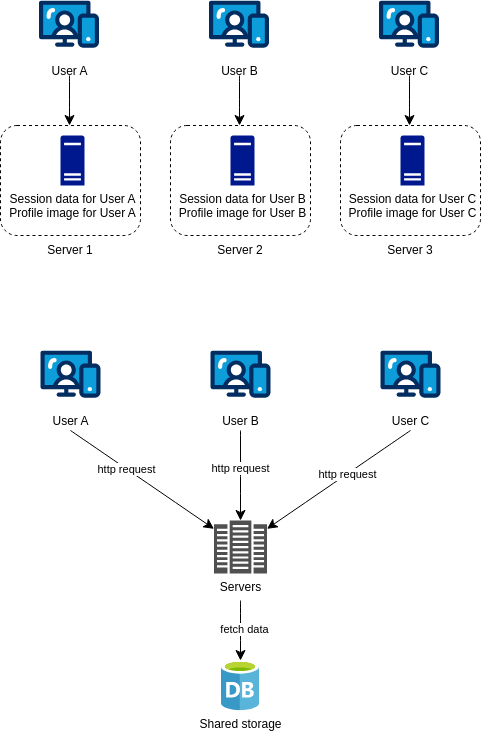 User A
User B
User C
Session data for User A
Profile image for User A
Session data for User B
Profile image for User B
Session data for User C
Profile image for User C
Server 1
Server 2
Server 3
User A
User B
User C
http request
http request
http request
Servers
fetch data
DB
Shared storage